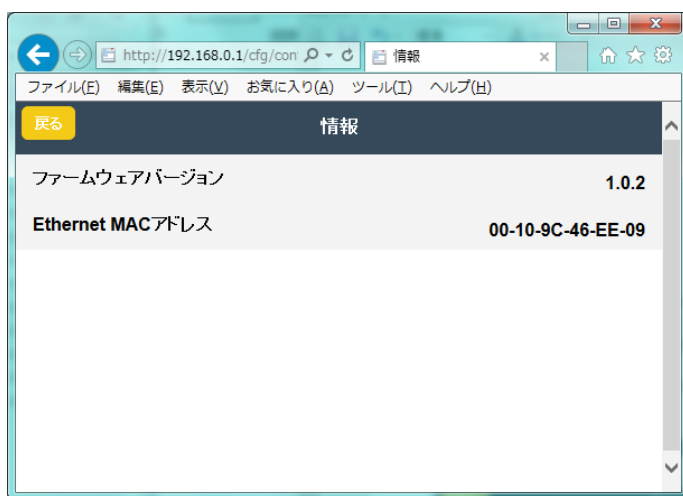 http://192.168.0.1/cfg/con 情報
ファイル(F) 編集(E) 表示(V) お気に入り(A) ツール(T) ヘルプ(H)
戻る 情報
ファームウェアバージョン 1.0.2
Ethernet MACアドレス 00-10-9C-46-EE-09